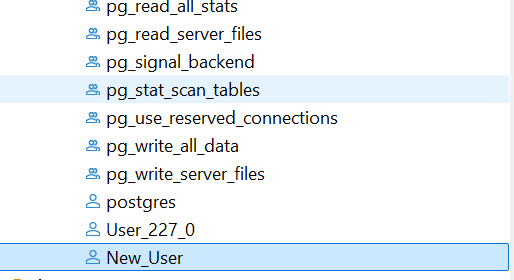 pg_read_all_stats
pg_read_server_files
pg_signal_backend
pg_stat_scan_tables
pg_use_reserved_connections
pg_write_all_data
pg_write_server_files
postgres
User_227_0
New_User